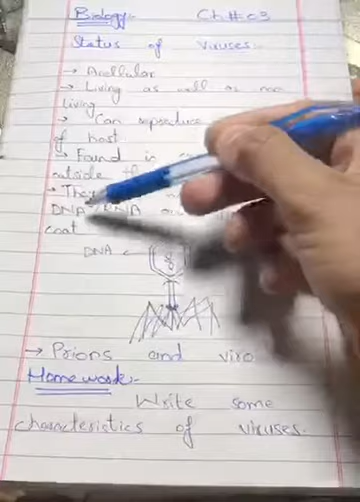 Biology:- Ch # 03
Status of Viruses:-
→ Acellular
→ Living as well as non
living
→ Can reproduce
of host
→ Found in
outside
→
DNA RNA
coat
DNA
→ Prions and viro
Homework:-
Write some
characteristics of viruses.